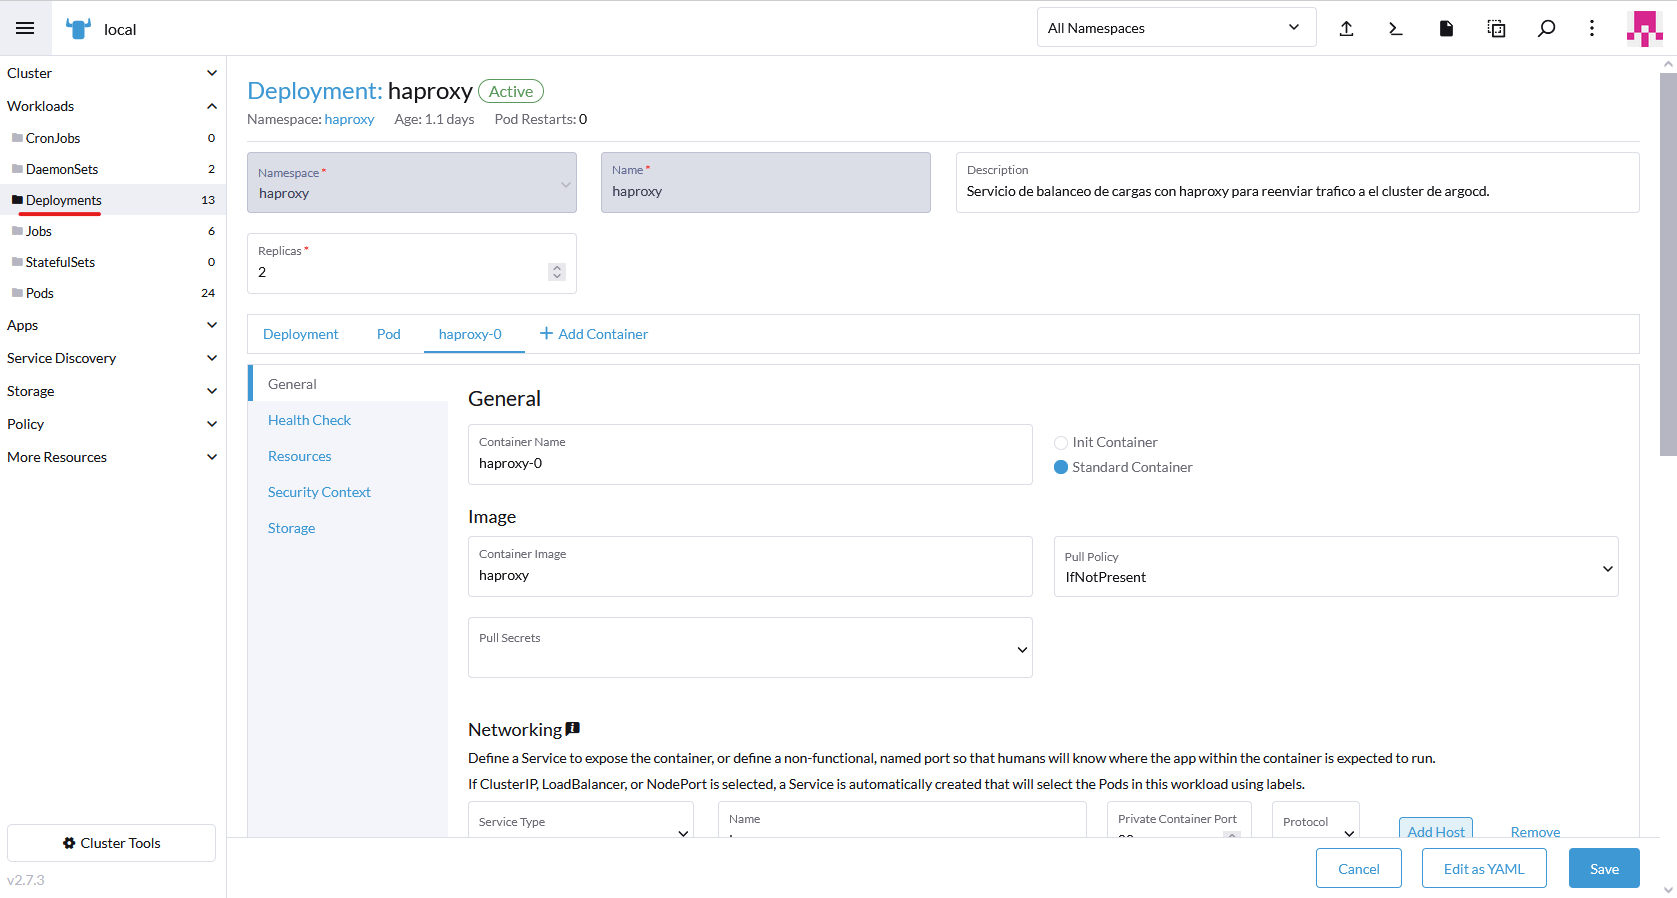 local
All Namespaces
Cluster
Workloads
CronJobs 0
DaemonSets 2
Deployments 13
Jobs 6
StatefulSets 0
Pods 24
Apps
Service Discovery
Storage
Policy
More Resources
Cluster Tools
v2.7.3
Deployment: haproxy Active
Namespace: haproxy Age: 1.1 days Pod Restarts: 0
Namespace *
haproxy
Name *
haproxy
Description
Servicio de balanceo de cargas con haproxy para reenviar trafico a el cluster de argocd.
Replicas *
2
Deployment Pod haproxy-0 + Add Container
General
Health Check
Resources
Security Context
Storage
General
Container Name
haproxy-0
Init Container
Standard Container
Image
Container Image
haproxy
Pull Policy
IfNotPresent
Pull Secrets
Networking
Define a Service to expose the container, or define a non-functional, named port so that humans will know where the app within the container is expected to run.
If ClusterIP, LoadBalancer, or NodePort is selected, a Service is automatically created that will select the Pods in this workload using labels.
Service Type
Name
Private Container Port
Protocol
Add Host
Remove
Cancel
Edit as YAML
Save